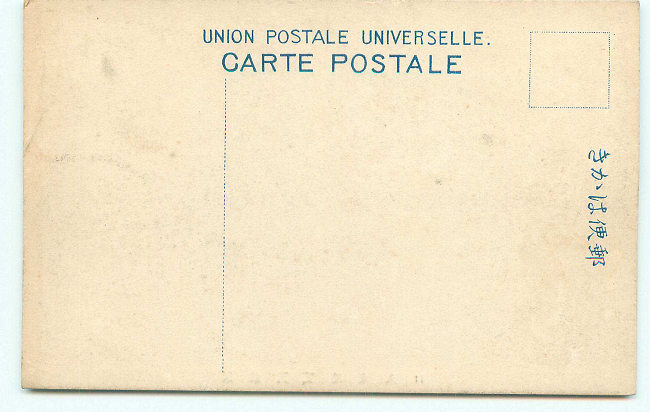 UNION POSTALE UNIVERSELLE.
CARTE POSTALE
郵便はかき